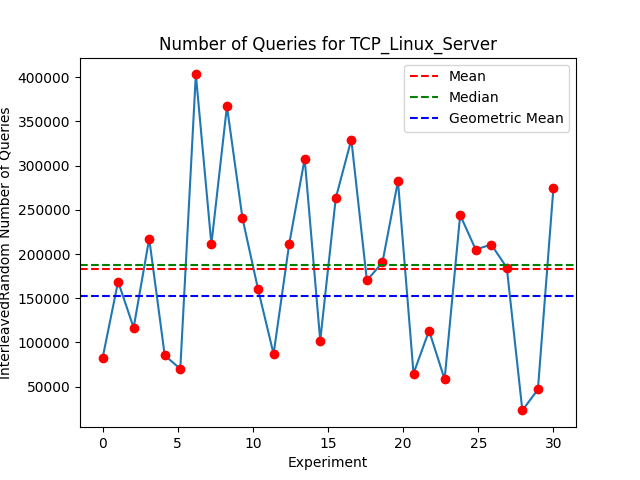 Number of Queries for TCP_Linux_Server
Mean
Median
Geometric Mean
400000
350000
300000
250000
200000
150000
100000
50000
InterleavedRandom Number of Queries
0 5 10 15 20 25 30
Experiment